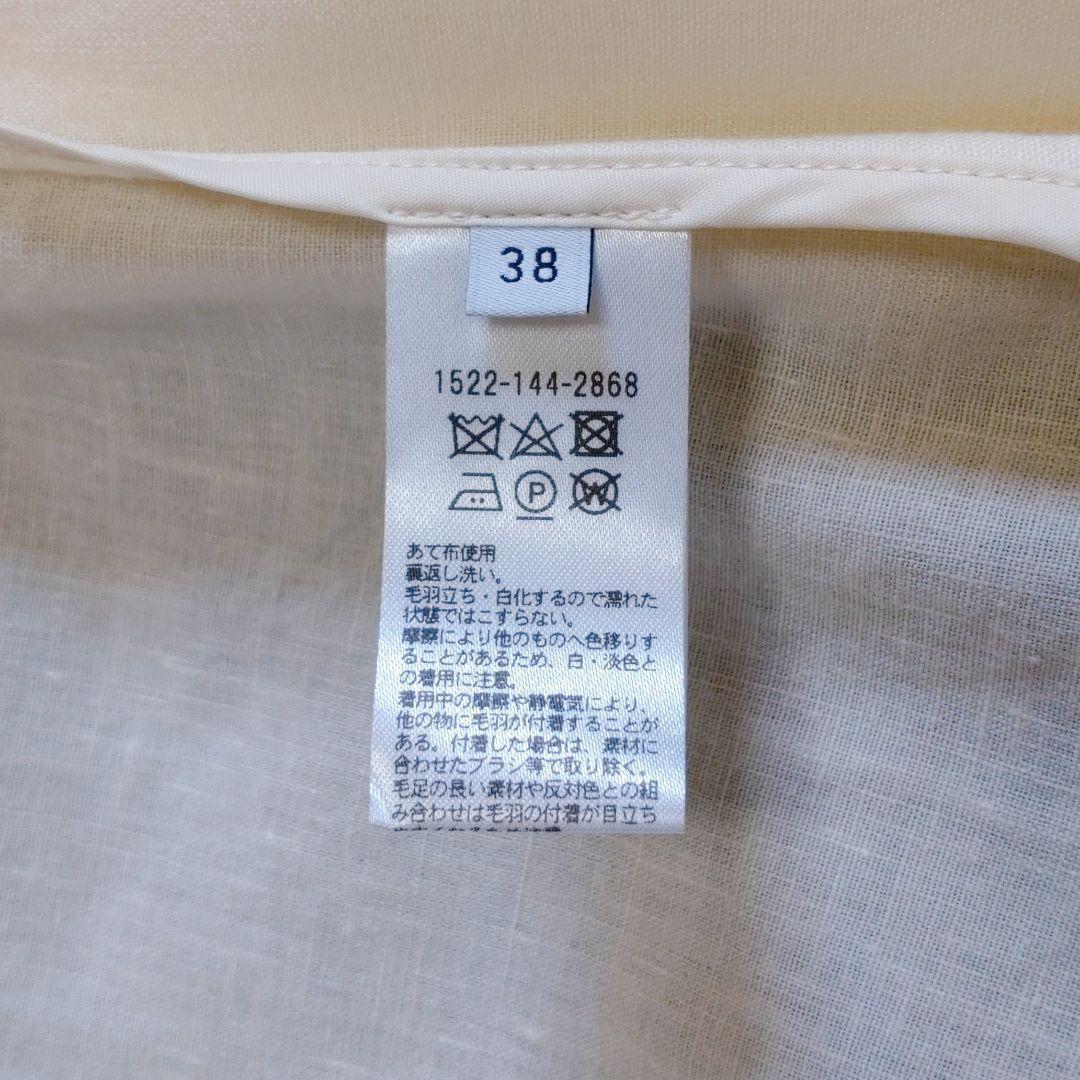 38
1522-144-2868
P
W
あて布使用
裏返し洗い。
毛羽立ち・白化するので濡れた
状態ではこすらない。
摩擦により他のものへ色移りす
ることがあるため、白・淡色と
の着用に注意。
着用中の摩擦や静電気により、
他の物に毛羽が付着することが
ある。付着した場合は、素材に
合わせたブラシ等で取り除く。
毛足の長い素材や反対色との組
み合わせは毛羽の付着が目立ち